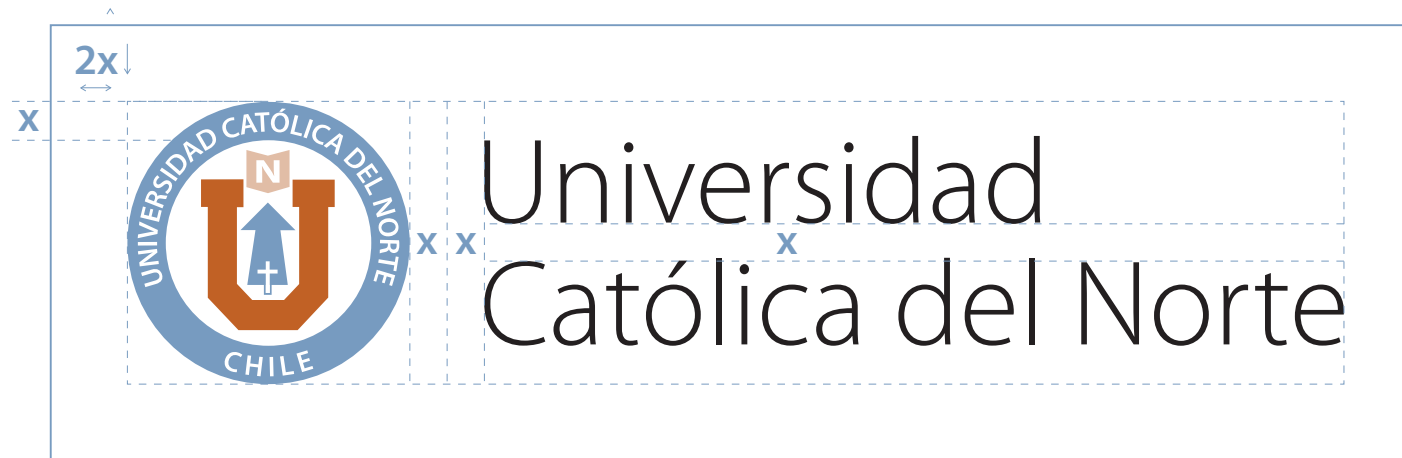 2x
x
UNIVERSIDAD CATÓLICA DEL NORTE
N
CHILE
x x
Universidad
x
Católica del Norte